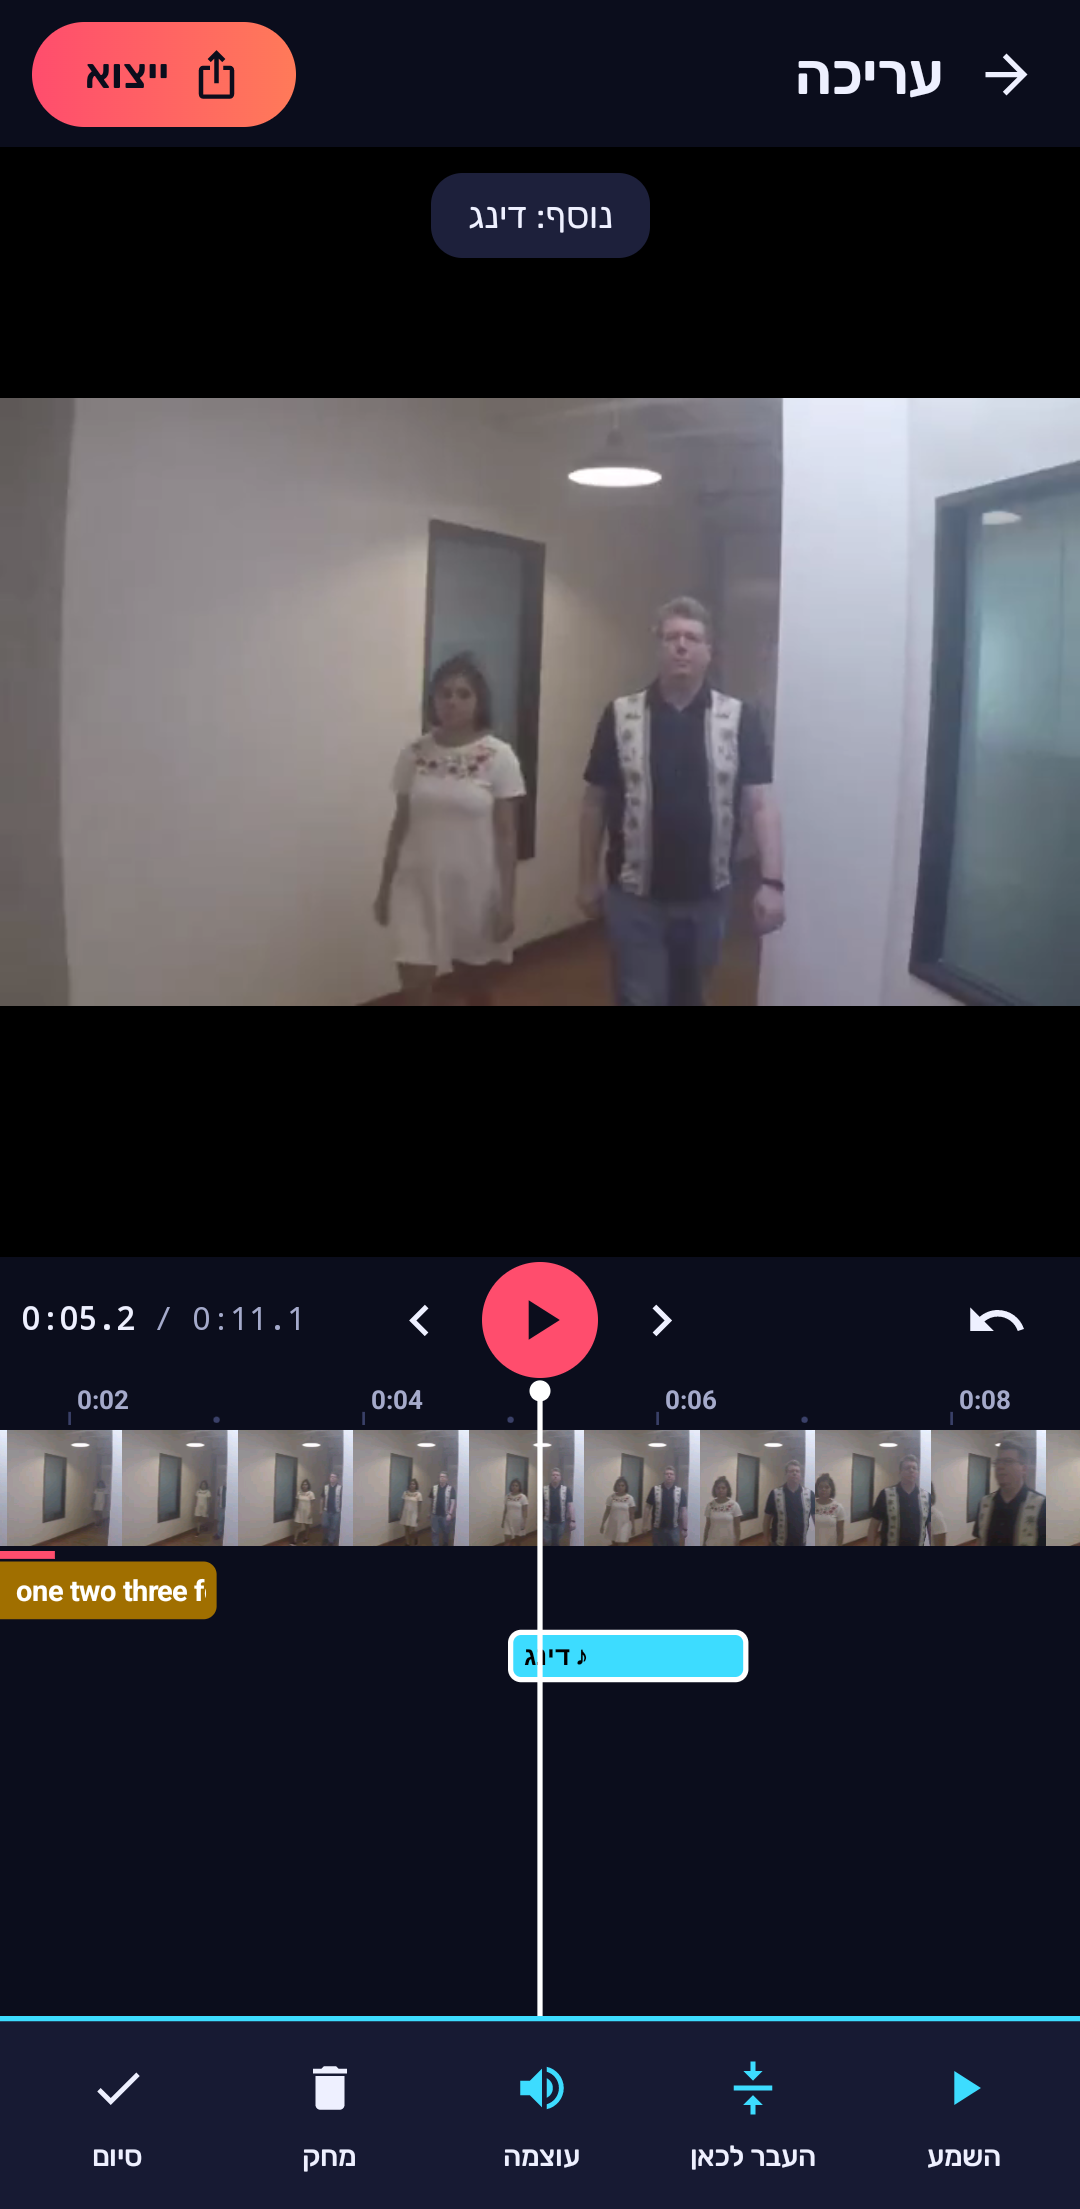 עריכה
ייצוא
נוסף: דינג
0:05.2 / 0:11.1
0:02
0:04
0:06
0:08
one two three
♪ דינג
השמע
העבר לכאן
עוצמה
מחק
סיום